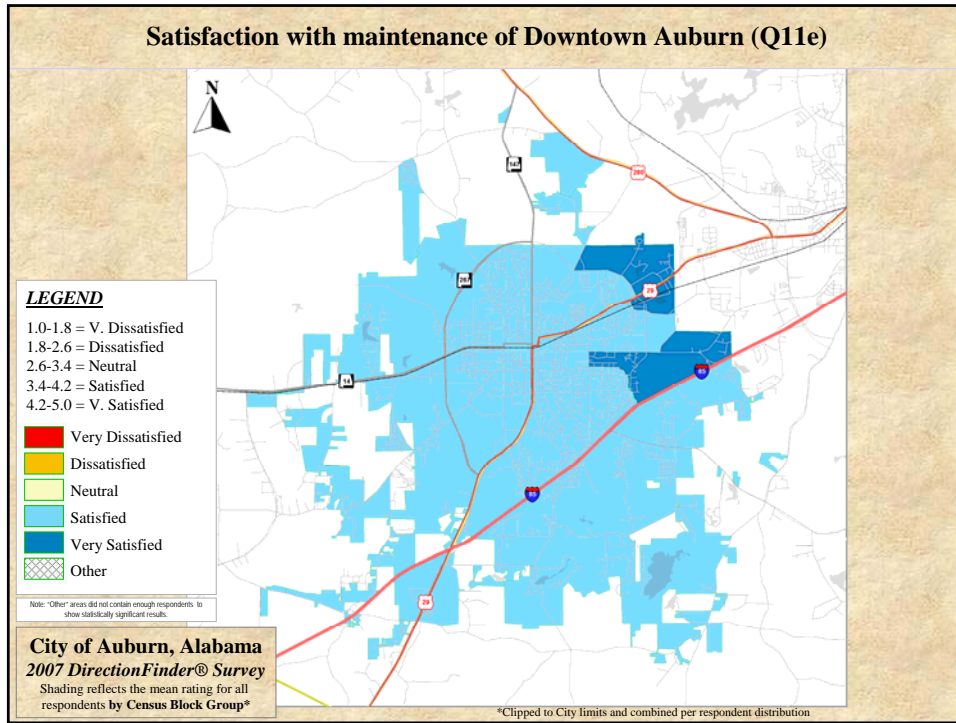 Satisfaction with maintenance of Downtown Auburn (Q11e)
N
147
280
267
29
14
85
85
29
LEGEND
1.0-1.8 = V. Dissatisfied
1.8-2.6 = Dissatisfied
2.6-3.4 = Neutral
3.4-4.2 = Satisfied
4.2-5.0 = V. Satisfied
Very Dissatisfied
Dissatisfied
Neutral
Satisfied
Very Satisfied
Other
Note: "Other" areas did not contain enough respondents to
show statistically significant results.
City of Auburn, Alabama
2007 DirectionFinder® Survey
Shading reflects the mean rating for all
respondents by Census Block Group*
*Clipped to City limits and combined per respondent distribution